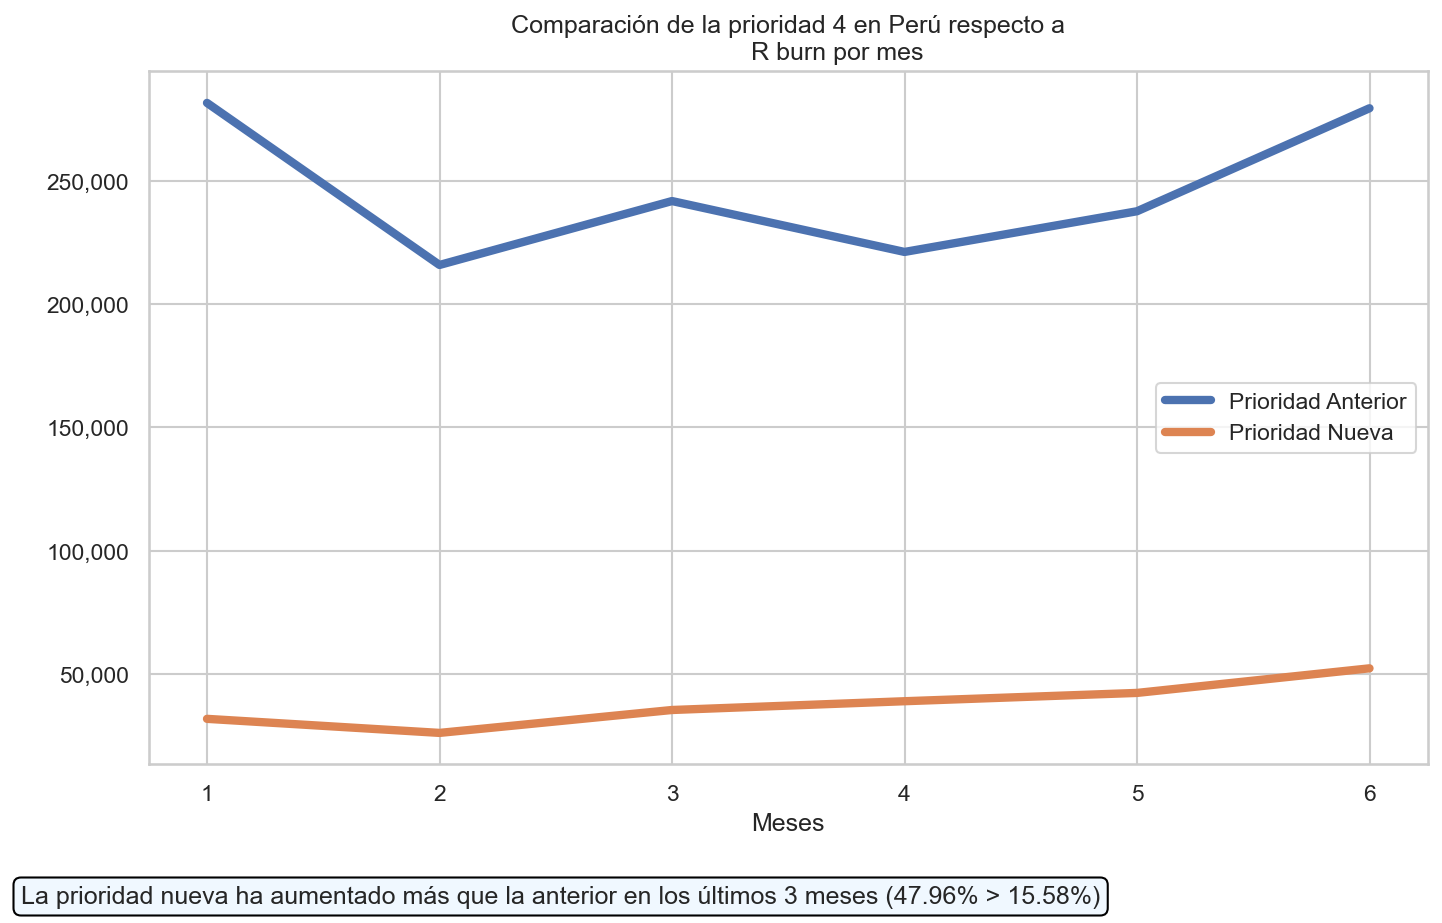 Comparación de la prioridad 4 en Perú respecto a
R burn por mes
250,000
200,000
150,000
100,000
50,000
Prioridad Anterior
Prioridad Nueva
1 2 3 4 5 6
Meses
La prioridad nueva ha aumentado más que la anterior en los últimos 3 meses (47.96% > 15.58%)